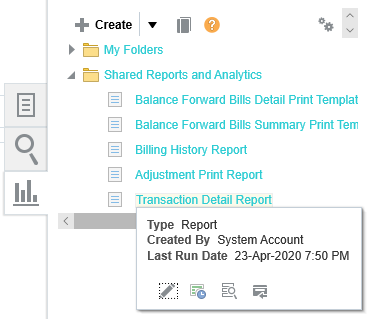 Create
?
My Folders
Shared Reports and Analytics
Balance Forward Bills Detail Print Templat
Balance Forward Bills Summary Print Tem
Billing History Report
Adjustment Print Report
Transaction Detail Report
Type Report
Created By System Account
Last Run Date 23-Apr-2020 7:50 PM